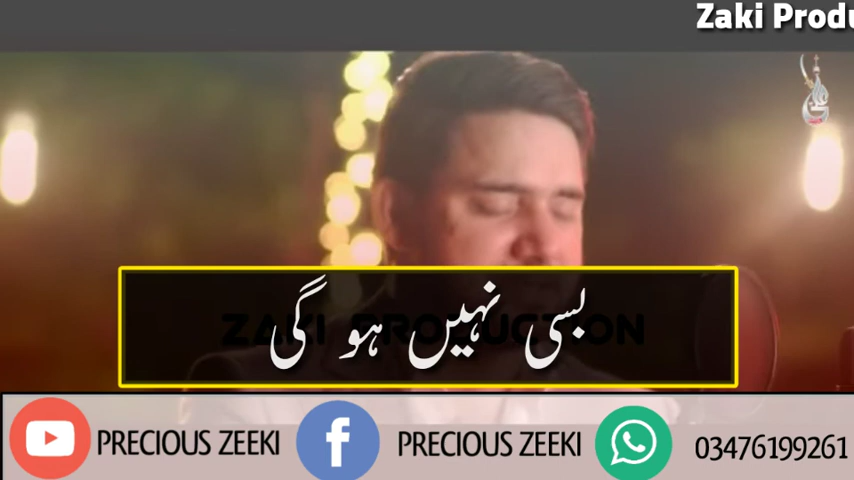 Zaki Produ
بسی نہیں ہو گی
ZAKI PRODUCTION
PRECIOUS ZEEKI PRECIOUS ZEEKI 03476199261